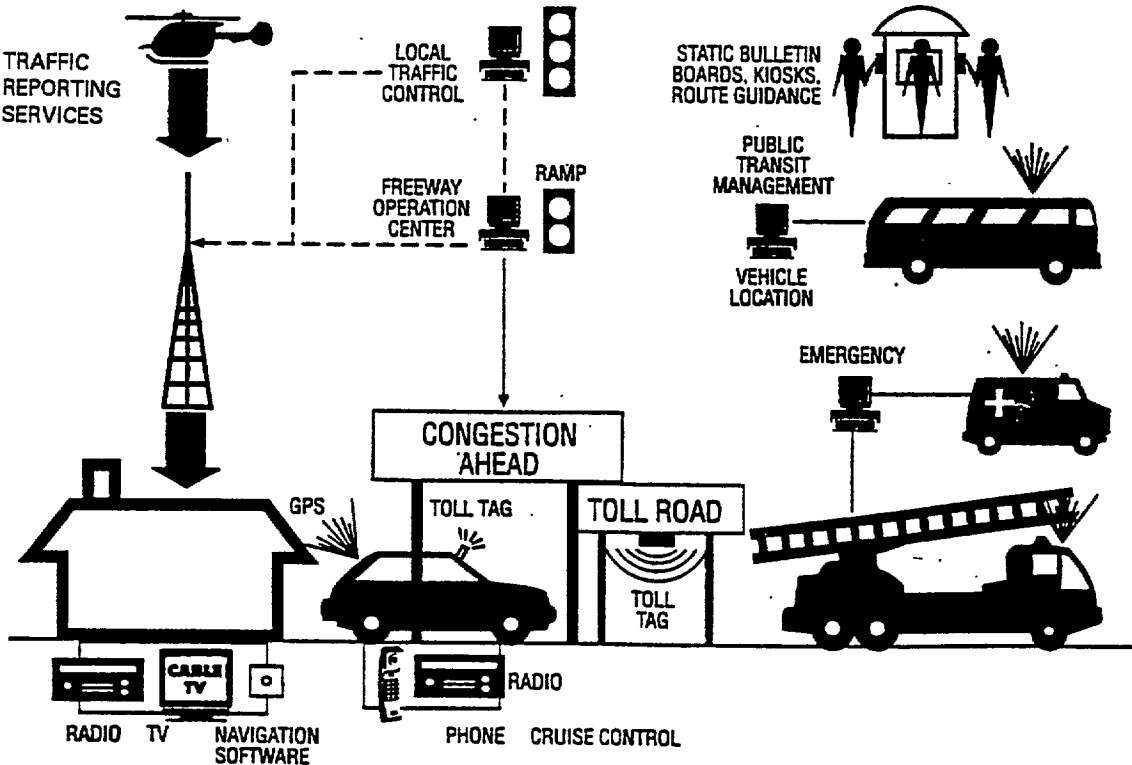 TRAFFIC
REPORTING
SERVICES
LOCAL
TRAFFIC
CONTROL
FREEWAY
OPERATION
CENTER
RAMP
STATIC BULLETIN
BOARDS, KIOSKS,
ROUTE GUIDANCE
PUBLIC
TRANSIT
MANAGEMENT
VEHICLE
LOCATION
EMERGENCY
CONGESTION
AHEAD
GPS
TOLL TAG
TOLL ROAD
TOLL
TAG
CABLE
TV
RADIO
RADIO TV NAVIGATION
SOFTWARE
PHONE CRUISE CONTROL